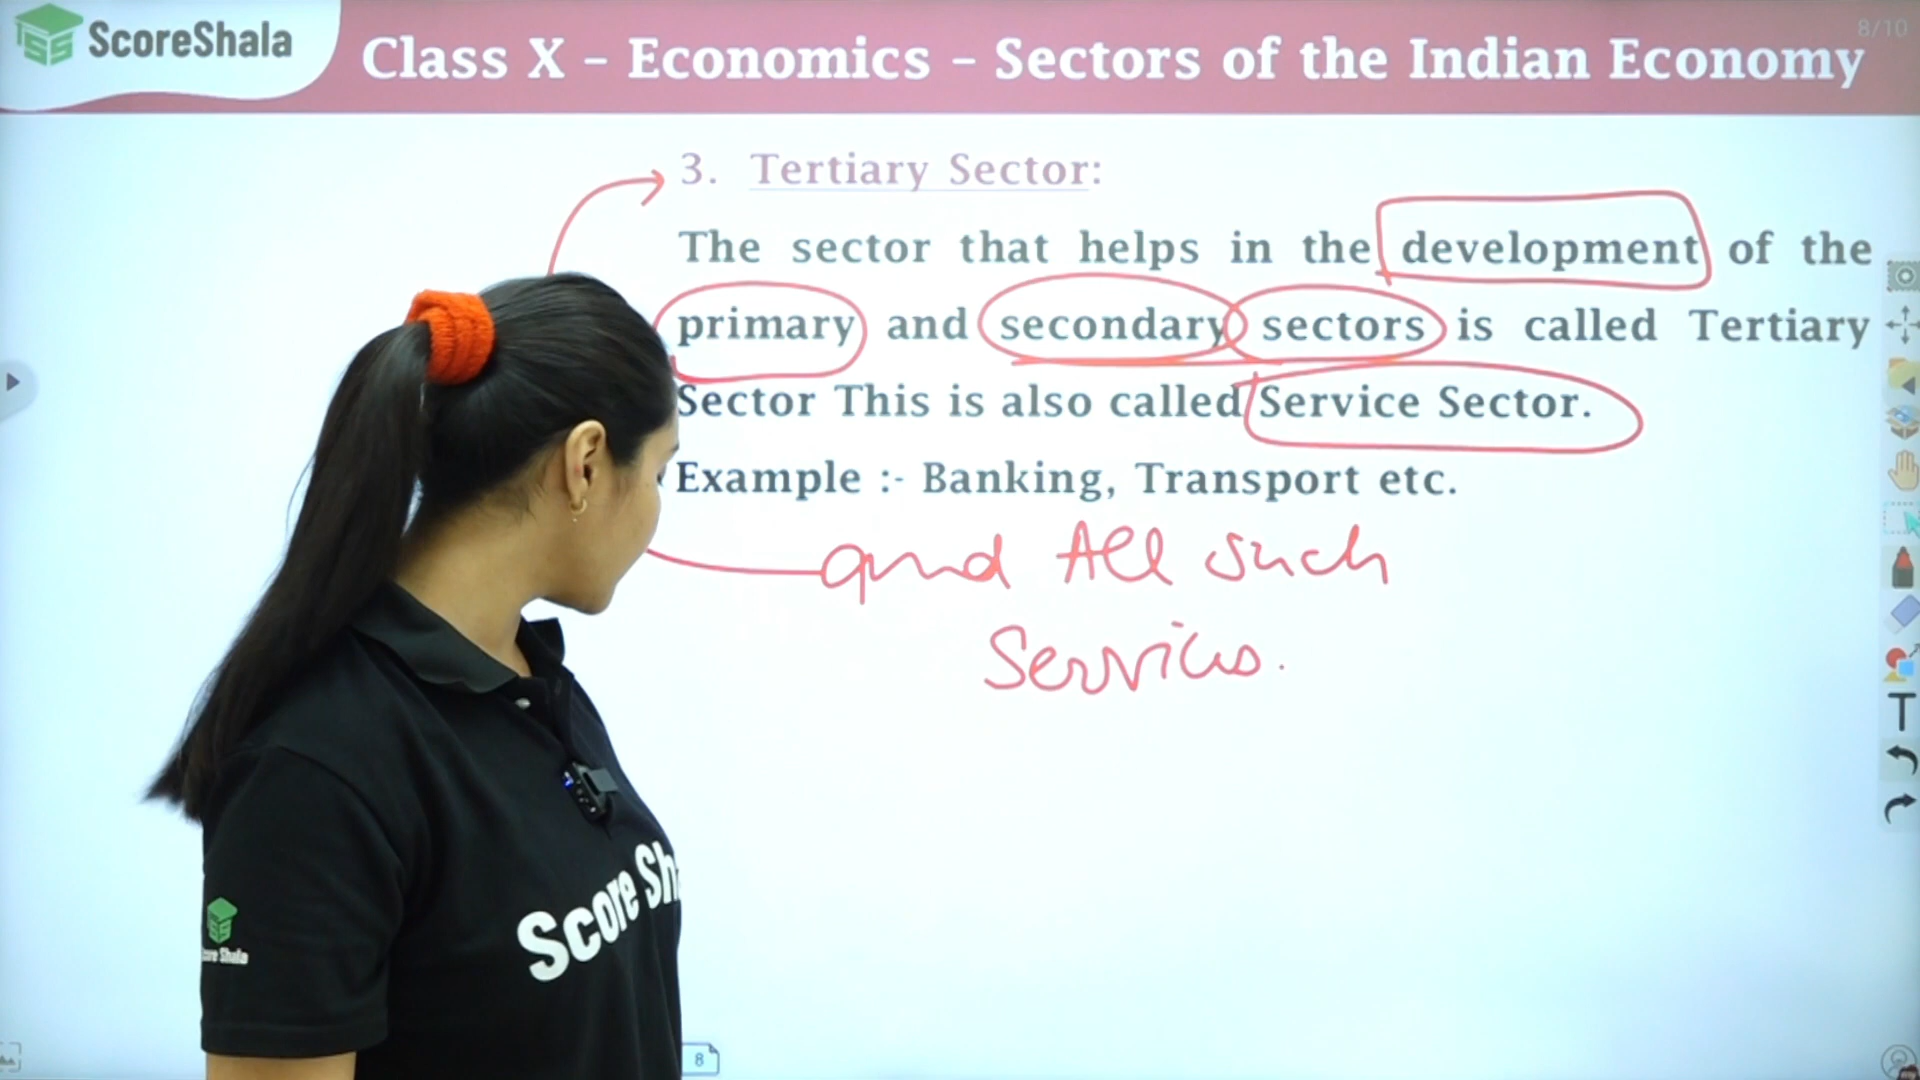 ScoreShala
Class X – Economics – Sectors of the Indian Economy
8/10
3. Tertiary Sector:
The sector that helps in the development of the
primary and secondary sectors is called Tertiary
Sector This is also called Service Sector.
Example :- Banking, Transport etc.
and All such
Services.
Score Sh
Score Shala
T
8